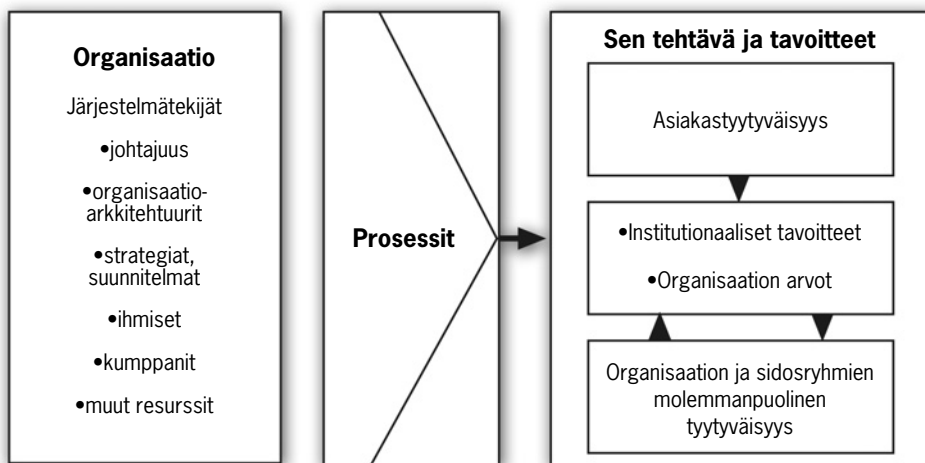 Organisaatio
Järjestelmätekijät
•johtajuus
•organisaatio-
arkkitehtuurit
•strategiat,
suunnitelmat
•ihmiset
•kumppanit
•muut resurssit
Prosessit
Sen tehtävä ja tavoitteet
Asiakastyytyväisyys
•Institutionaaliset tavoitteet
•Organisaation arvot
Organisaation ja sidosryhmien
molemmanpuolinen
tyytyväisyys